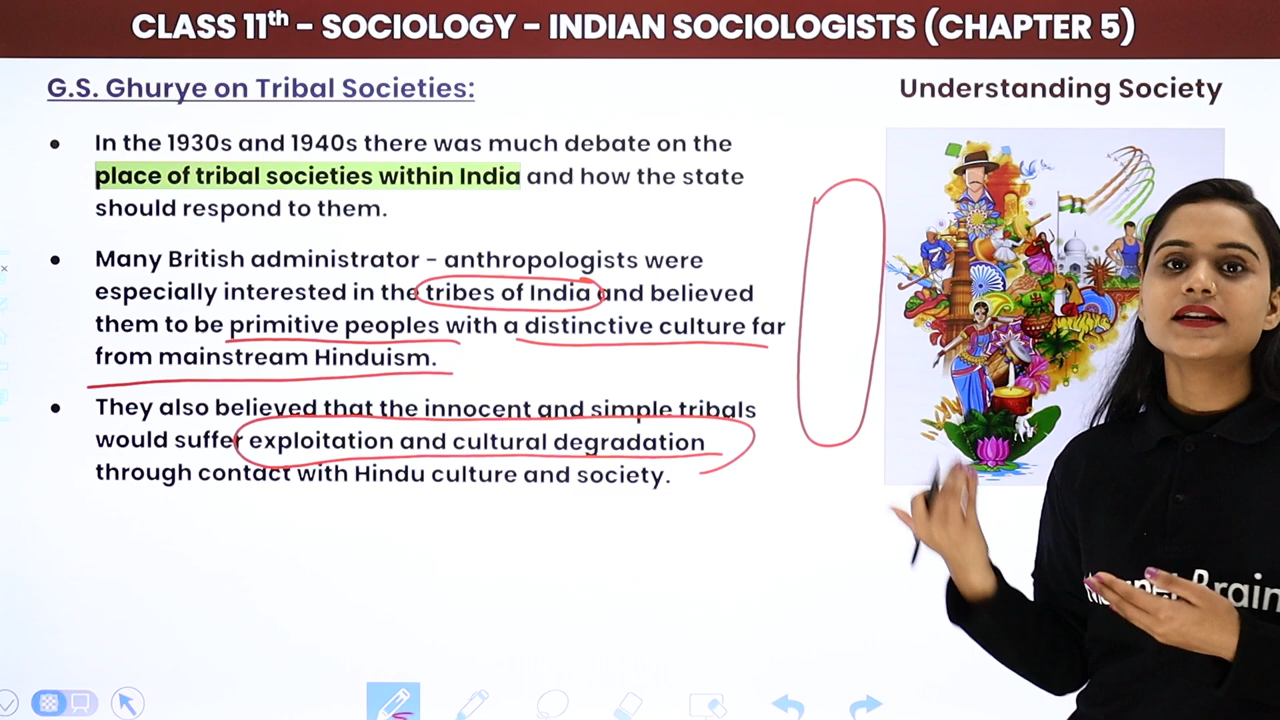 CLASS 11th - SOCIOLOGY - INDIAN SOCIOLOGISTS (CHAPTER 5)
G.S. Ghurye on Tribal Societies:
Understanding Society
• In the 1930s and 1940s there was much debate on the
place of tribal societies within India and how the state
should respond to them.
• Many British administrator - anthropologists were
especially interested in the tribes of India and believed
them to be primitive peoples with a distinctive culture far
from mainstream Hinduism.
• They also believed that the innocent and simple tribals
would suffer exploitation and cultural degradation
through contact with Hindu culture and society.